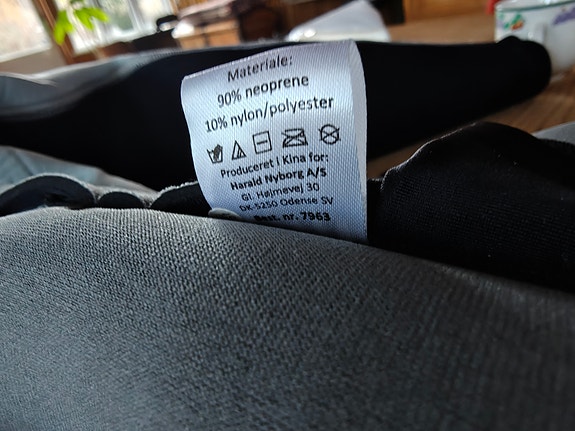 Materiale:
90% neoprene
10% nylon/polyester
Produceret i Kina for:
Harald Nyborg A/S
Gl. Højmevej 30
DK-5250 Odense SV
Best. nr. 7963